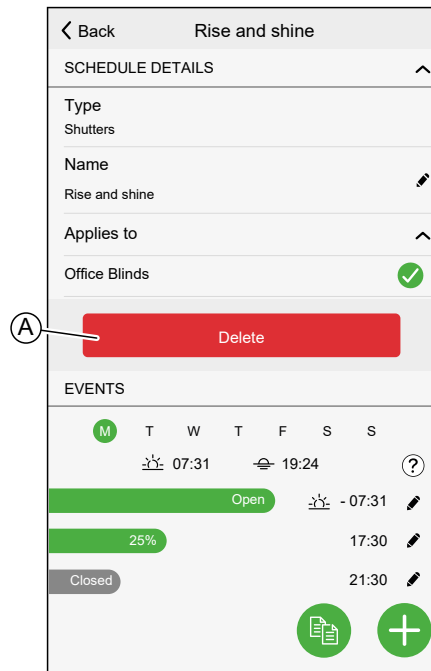 Back Rise and shine
SCHEDULE DETAILS
Type
Shutters
Name
Rise and shine
Applies to
Office Blinds
A
Delete
EVENTS
M T W T F S S
07:31 19:24 ?
Open - 07:31
25% 17:30
Closed 21:30